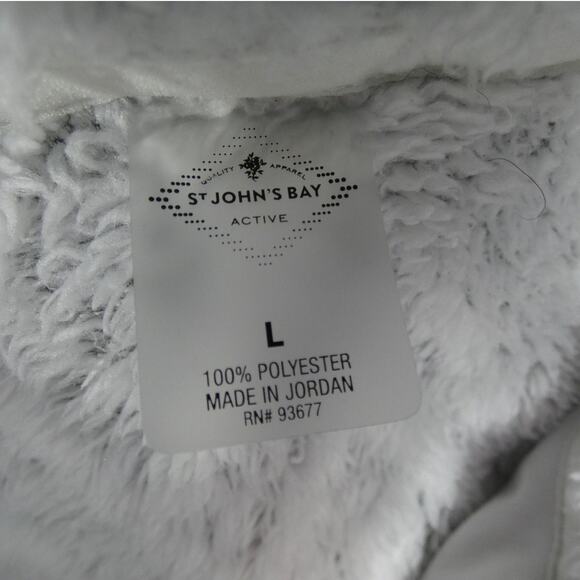 QUALITY APPAREL
ST JOHN'S BAY
ACTIVE
L
100% POLYESTER
MADE IN JORDAN
RN# 93677